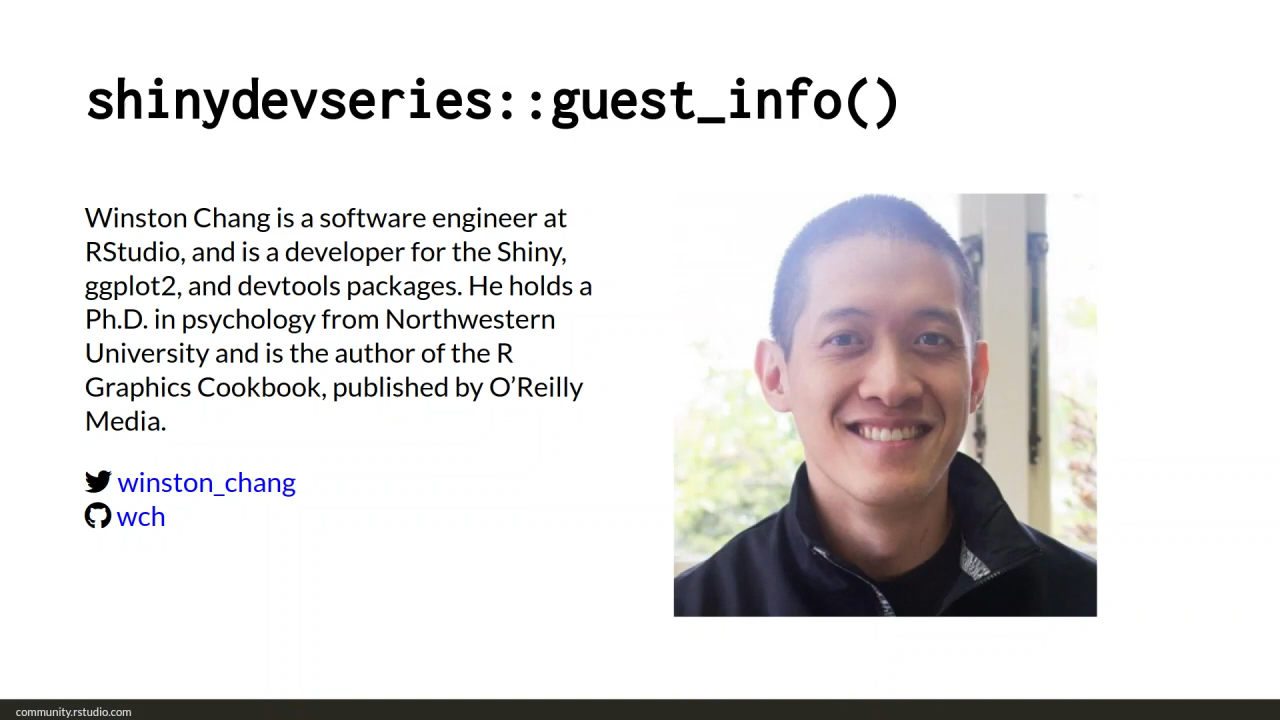 shinydevseries::guest_info()
Winston Chang is a software engineer at
RStudio, and is a developer for the Shiny,
ggplot2, and devtools packages. He holds a
Ph.D. in psychology from Northwestern
University and is the author of the R
Graphics Cookbook, published by O’Reilly
Media.
winston_chang
wch
community.rstudio.com